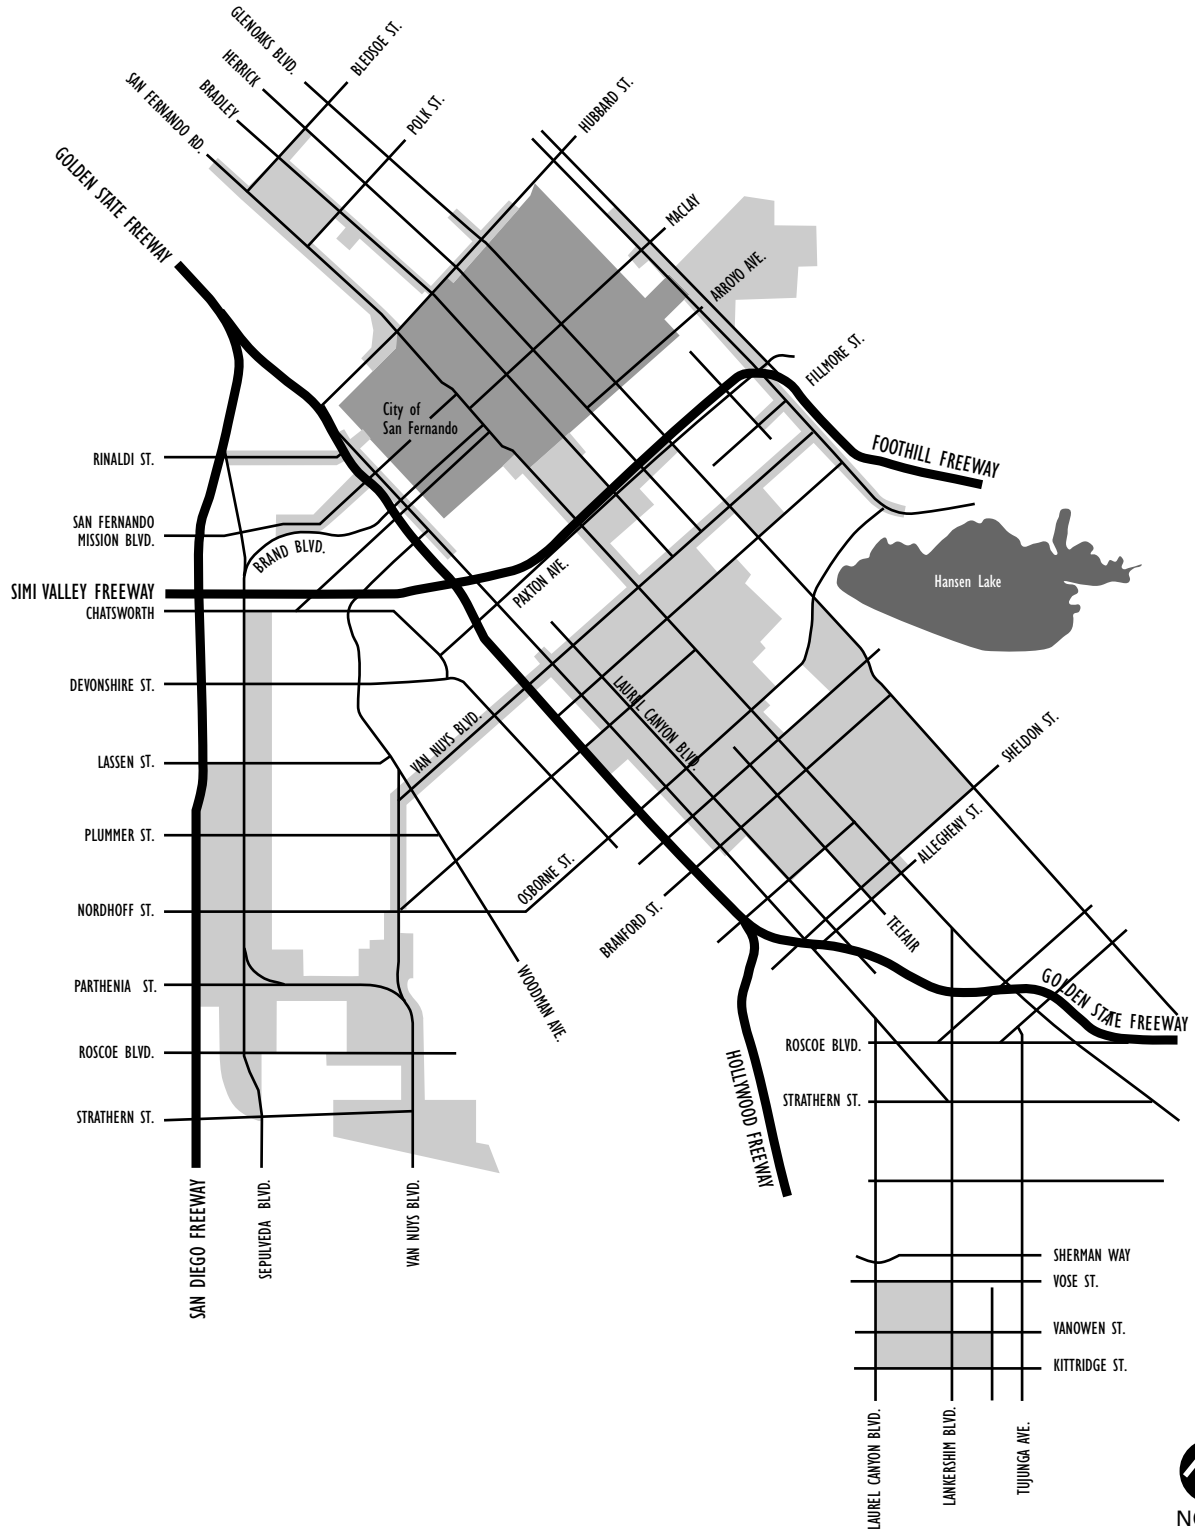 GLENOAKS BLVD.
BLEDSOE ST.
HERRICK
BRADLEY
SAN FERNANDO RD.
POLK ST.
HUBBARD ST.
GOLDEN STATE FREEWAY
MACLAY
ARROYO AVE.
FILLMORE ST.
City of
San Fernando
FOOTHILL FREEWAY
RINALDI ST.
SAN FERNANDO
MISSION BLVD.
BRAND BLVD.
Hansen Lake
SIMI VALLEY FREEWAY
CHATSWORTH
PAXTON AVE.
DEVONSHIRE ST.
LAUREL CANYON BLVD.
VAN NUYS BLVD.
LASSEN ST.
SHELDON ST.
PLUMMER ST.
ALLEGHENY ST.
OSBORNE ST.
NORDHOFF ST.
BRANFORD ST.
TELFAIR
PARTHENIA ST.
WOODMAN AVE.
GOLDEN STATE FREEWAY
ROSCOE BLVD.
ROSCOE BLVD.
HOLLYWOOD FREEWAY
STRATHERN ST.
STRATHERN ST.
SAN DIEGO FREEWAY
SEPULVEDA BLVD.
VAN NUYS BLVD.
SHERMAN WAY
VOSE ST.
VANOWEN ST.
KITTRIDGE ST.
LAUREL CANYON BLVD.
LANKERSHIM BLVD.
TUJUNGA AVE.